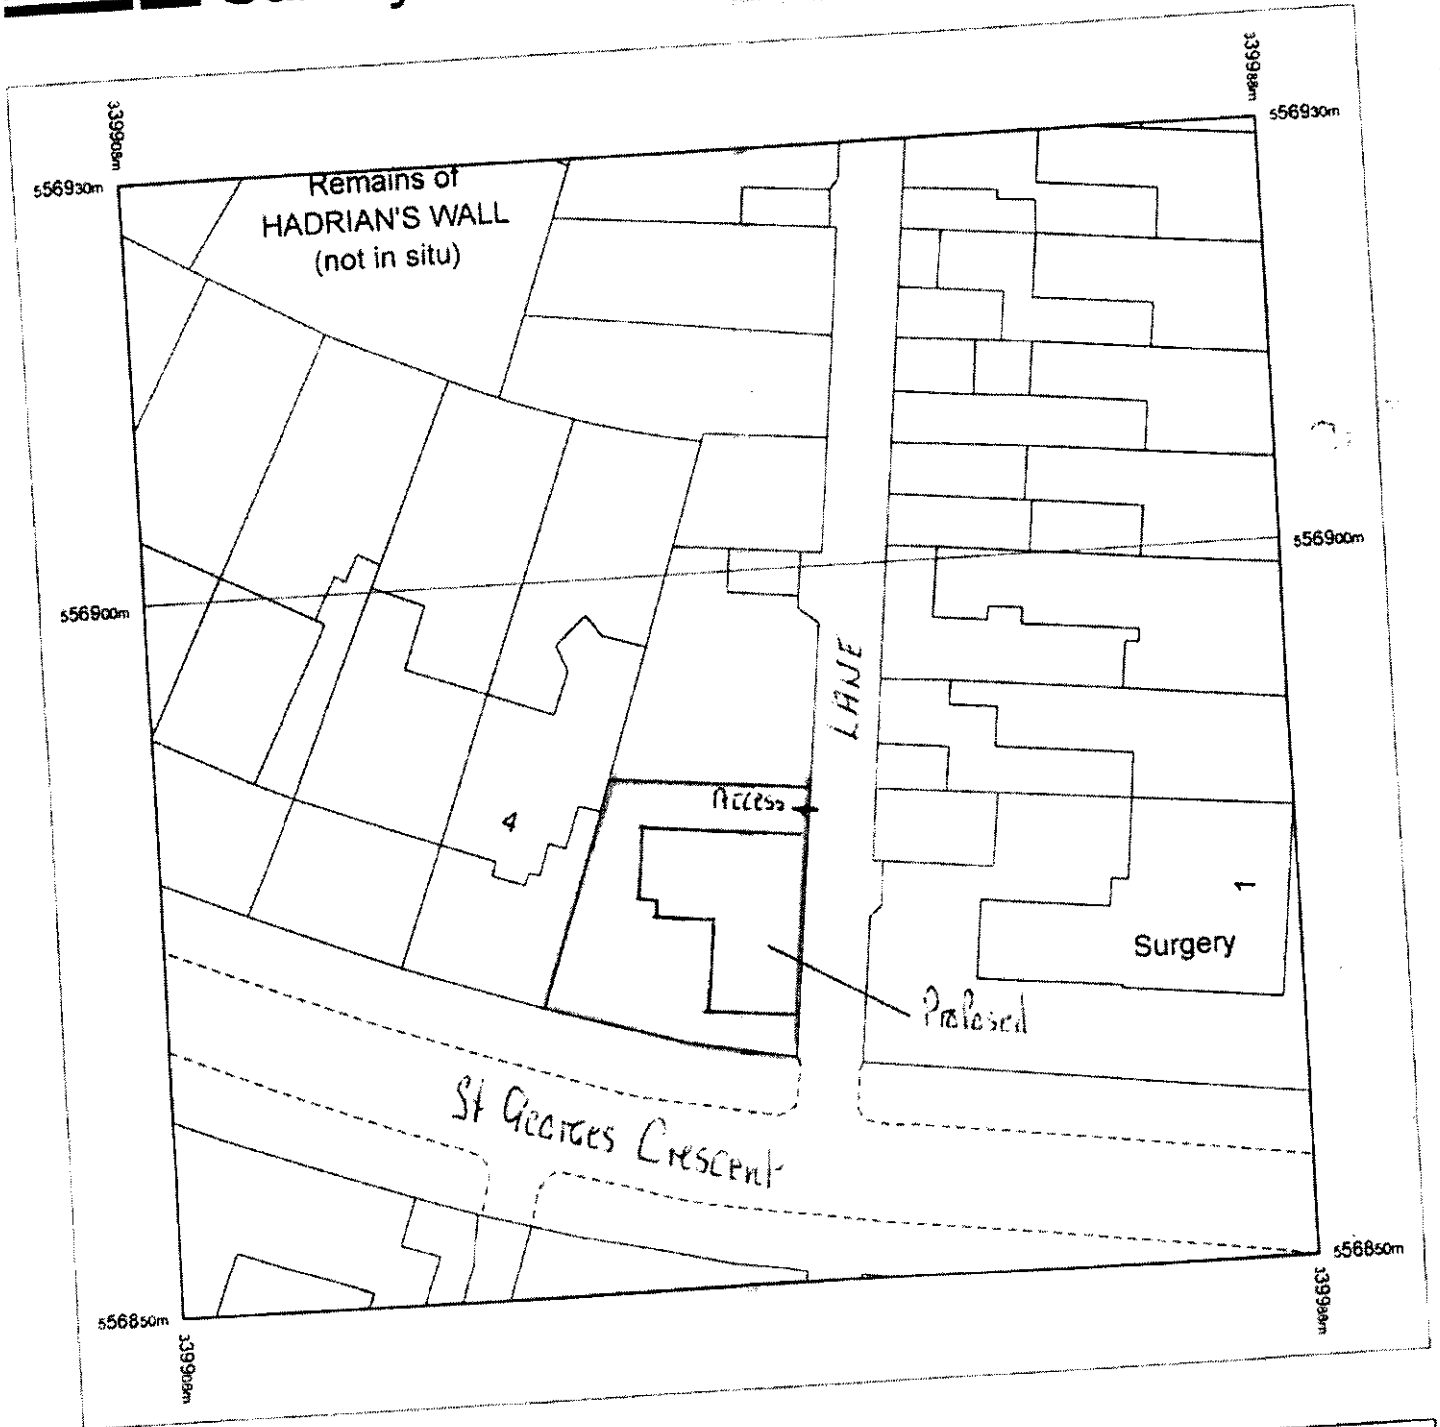 339908m
339988m
556930m
556930m
Remains of
HADRIAN'S WALL
(not in situ)
556900m
556900m
LANE
Access
4
1
Surgery
Proposed
St Georges Crescent
556850m
556850m
339908m
339988m